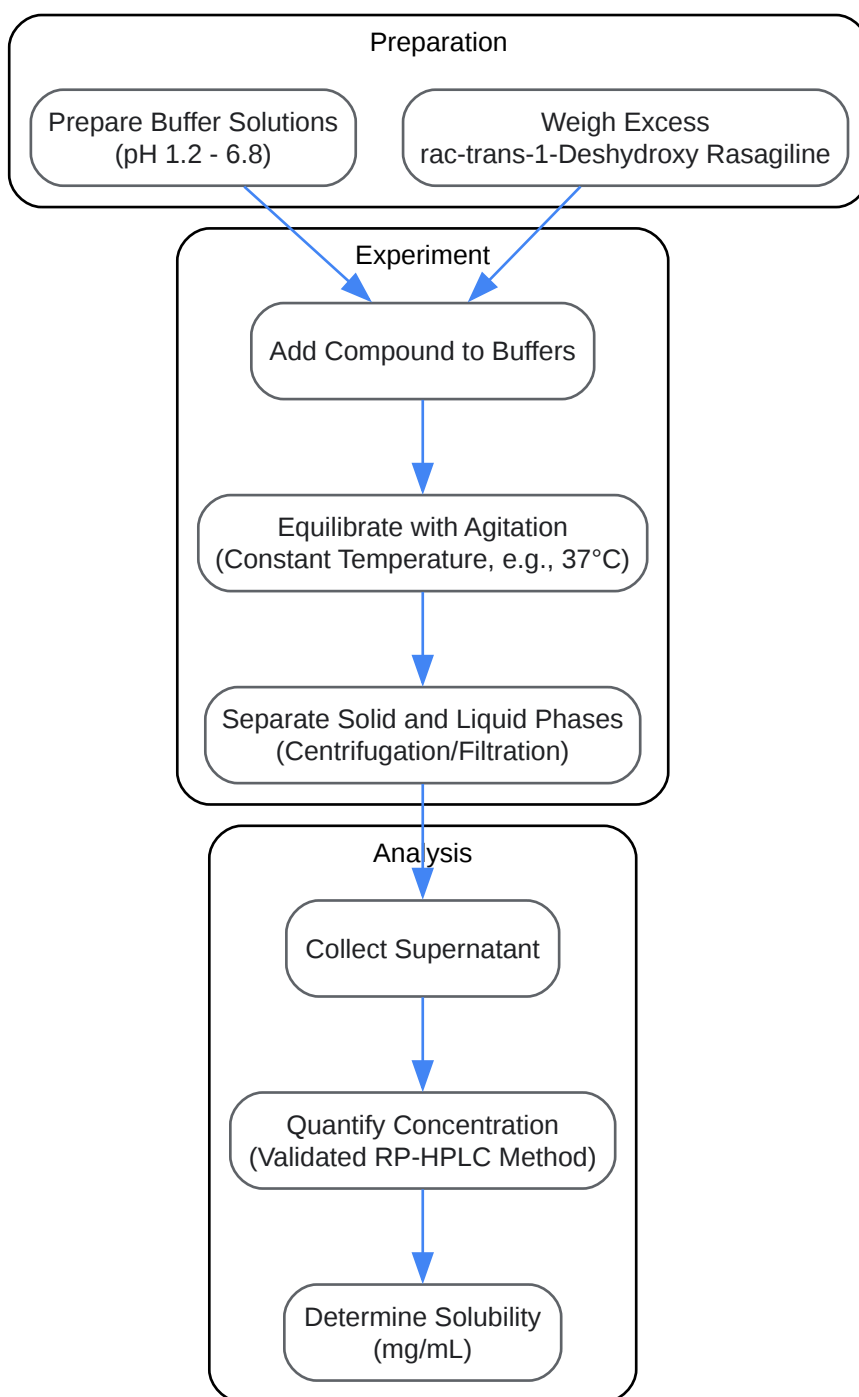 Preparation
Prepare Buffer Solutions
(pH 1.2 - 6.8)
Weigh Excess
rac-trans-1-Deshydroxy Rasagiline
Experiment
Add Compound to Buffers
Equilibrate with Agitation
(Constant Temperature, e.g., 37°C)
Separate Solid and Liquid Phases
(Centrifugation/Filtration)
Analysis
Collect Supernatant
Quantify Concentration
(Validated RP-HPLC Method)
Determine Solubility
(mg/mL)